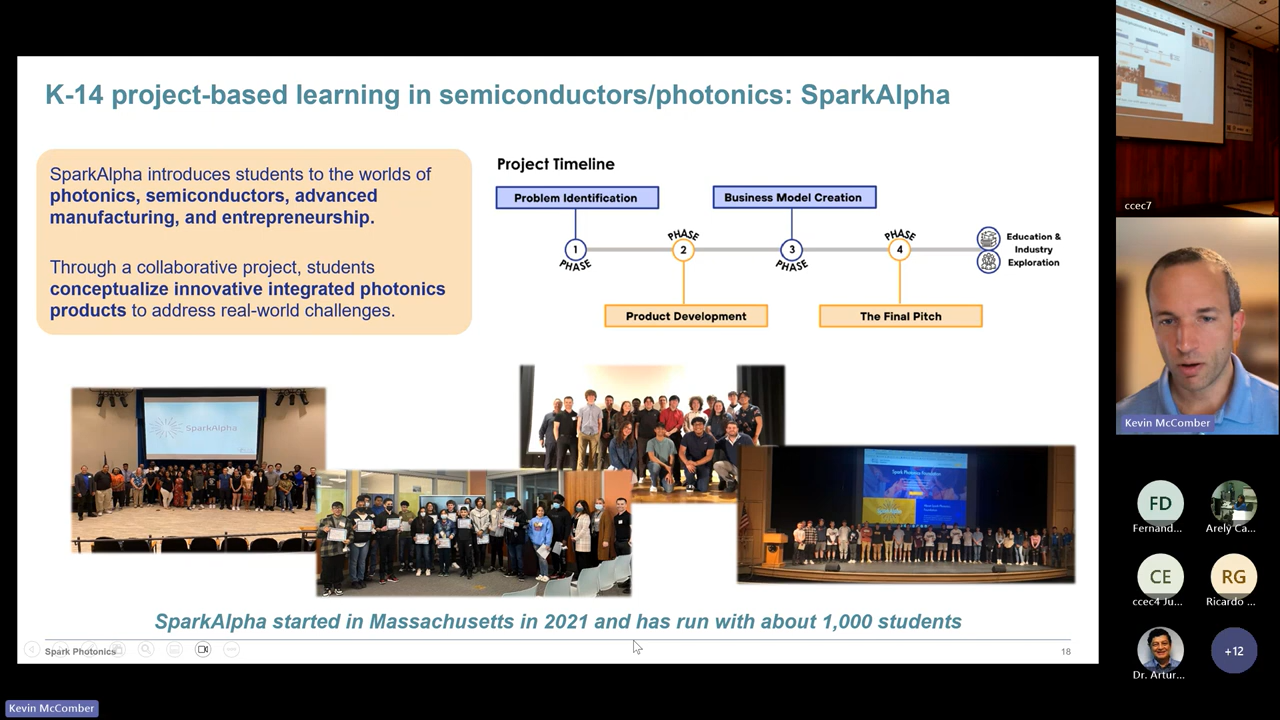 K-14 project-based learning in semiconductors/photonics: SparkAlpha
SparkAlpha introduces students to the worlds of
photonics, semiconductors, advanced
manufacturing, and entrepreneurship.
Through a collaborative project, students
conceptualize innovative integrated photonics
products to address real-world challenges.
Project Timeline
Problem Identification
Business Model Creation
1
PHASE
PHASE
2
3
PHASE
PHASE
4
Education &
Industry
Exploration
Product Development
The Final Pitch
SparkAlpha
Spark Photonics Foundation
SparkAlpha started in Massachusetts in 2021 and has run with about 1,000 students
Spark Photonics
18
ccec7
Kevin McComber
FD
Fernand...
Arely Ca...
CE
ccec4 Ju...
RG
Ricardo ...
Dr. Artur...
+12
Kevin McComber